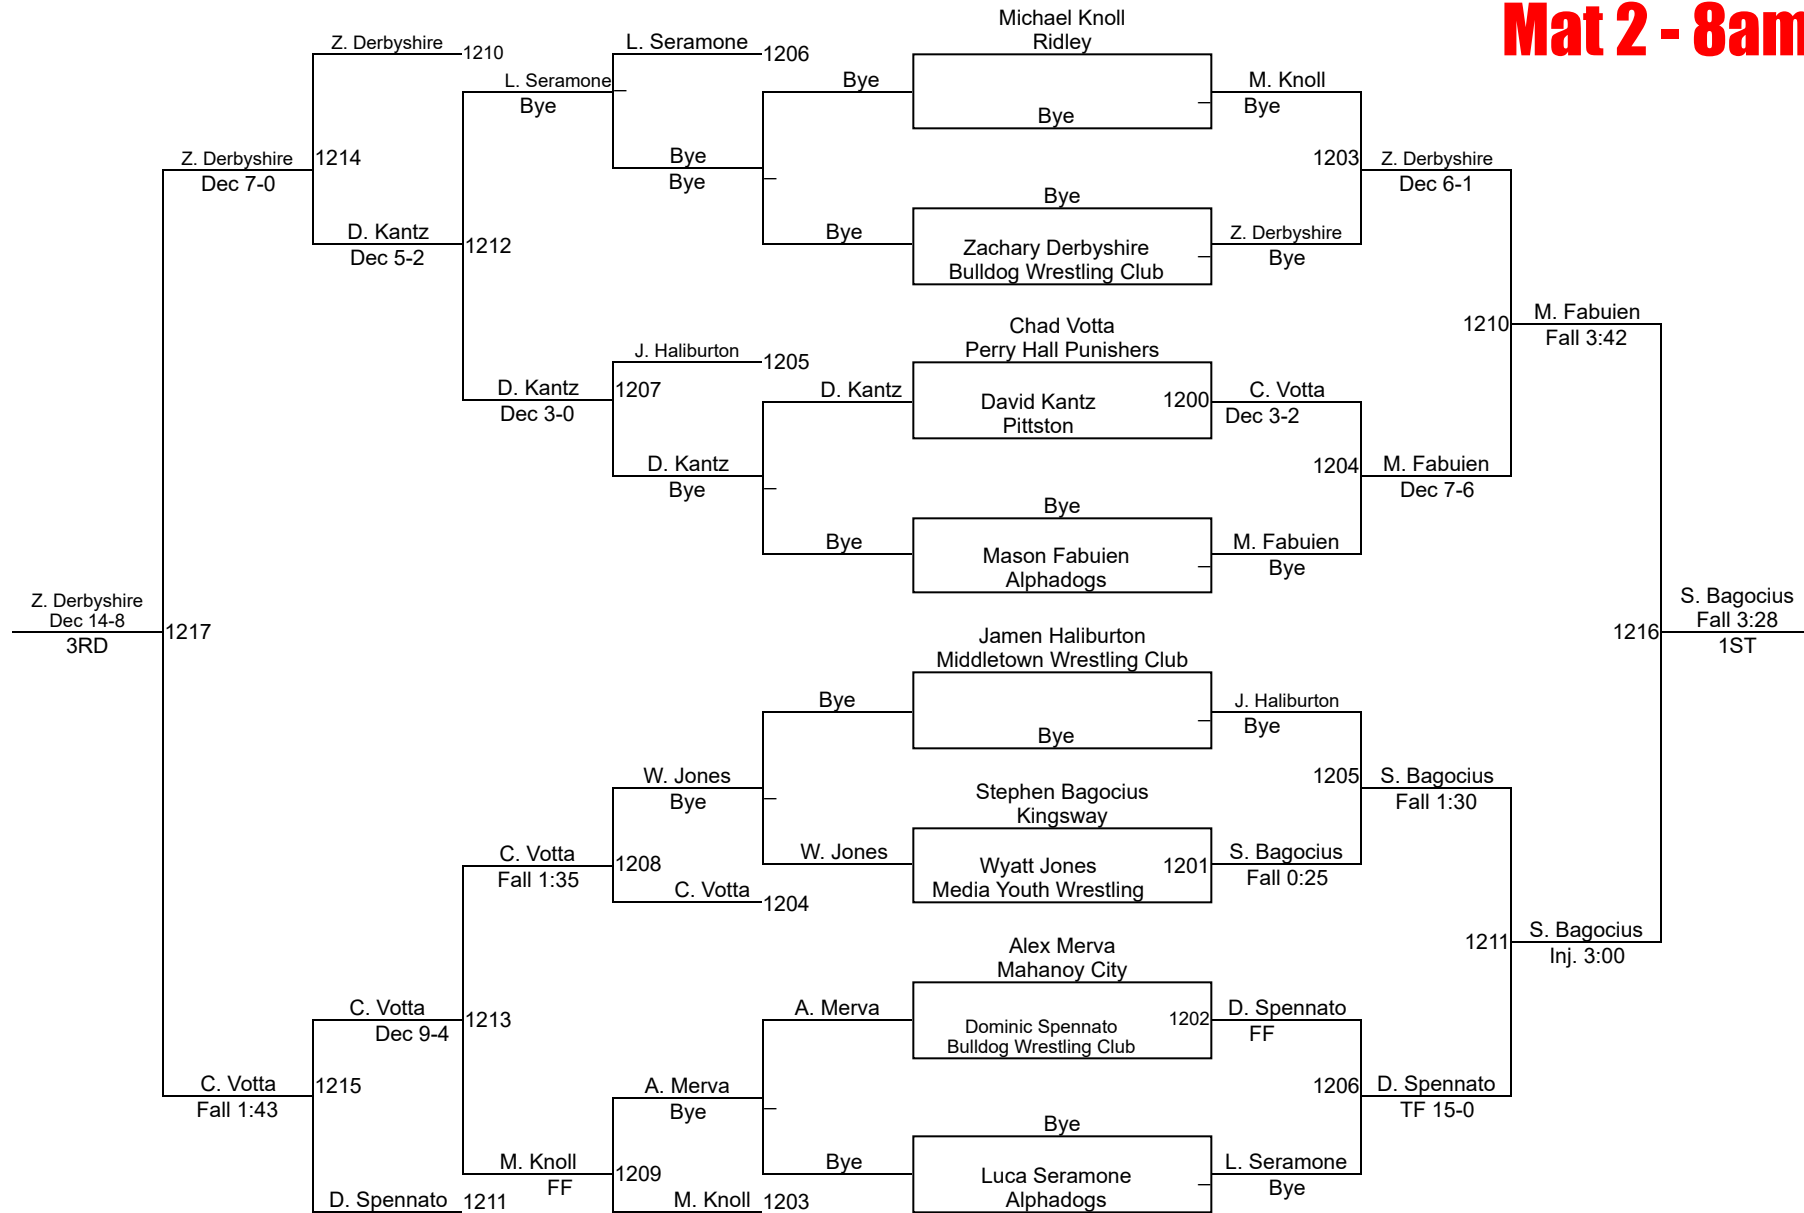 Mat 2 - 8am
Michael Knoll
Ridley
Z. Derbyshire
1210
L. Seramone
1206
L. Seramone
Bye
Bye
Bye
M. Knoll
Bye
Z. Derbyshire
Dec 7-0
1214
Bye
Bye
1203
Z. Derbyshire
Dec 6-1
Bye
D. Kantz
Dec 5-2
1212
Bye
Zachary Derbyshire
Bulldog Wrestling Club
Z. Derbyshire
Bye
Chad Votta
Perry Hall Punishers
1210
M. Fabuien
Fall 3:42
J. Haliburton
1205
D. Kantz
Dec 3-0
1207
D. Kantz
David Kantz
Pittston
1200
C. Votta
Dec 3-2
D. Kantz
Bye
1204
M. Fabuien
Dec 7-6
Bye
Bye
Mason Fabuien
Alphadogs
M. Fabuien
Bye
Z. Derbyshire
Dec 14-8
3RD
1217
Jamen Haliburton
Middletown Wrestling Club
1216
S. Bagocius
Fall 3:28
1ST
Bye
Bye
J. Haliburton
Bye
W. Jones
Bye
Stephen Bagocius
Kingsway
1205
S. Bagocius
Fall 1:30
C. Votta
Fall 1:35
1208
W. Jones
Wyatt Jones
Media Youth Wrestling
1201
S. Bagocius
Fall 0:25
C. Votta
1204
Alex Merva
Mahanoy City
1211
S. Bagocius
Inj. 3:00
C. Votta
Dec 9-4
1213
A. Merva
Dominic Spennato
Bulldog Wrestling Club
1202
D. Spennato
FF
C. Votta
Fall 1:43
1215
A. Merva
Bye
1206
D. Spennato
TF 15-0
Bye
M. Knoll
FF
1209
Bye
Luca Seramone
Alphadogs
L. Seramone
Bye
D. Spennato
1211
M. Knoll
1203